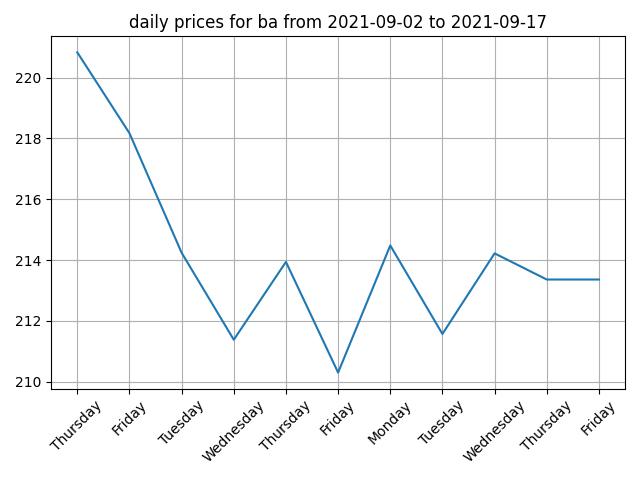 daily prices for ba from 2021-09-02 to 2021-09-17
220
218
216
214
212
210
Thursday
Friday
Tuesday
Wednesday
Thursday
Friday
Monday
Tuesday
Wednesday
Thursday
Friday